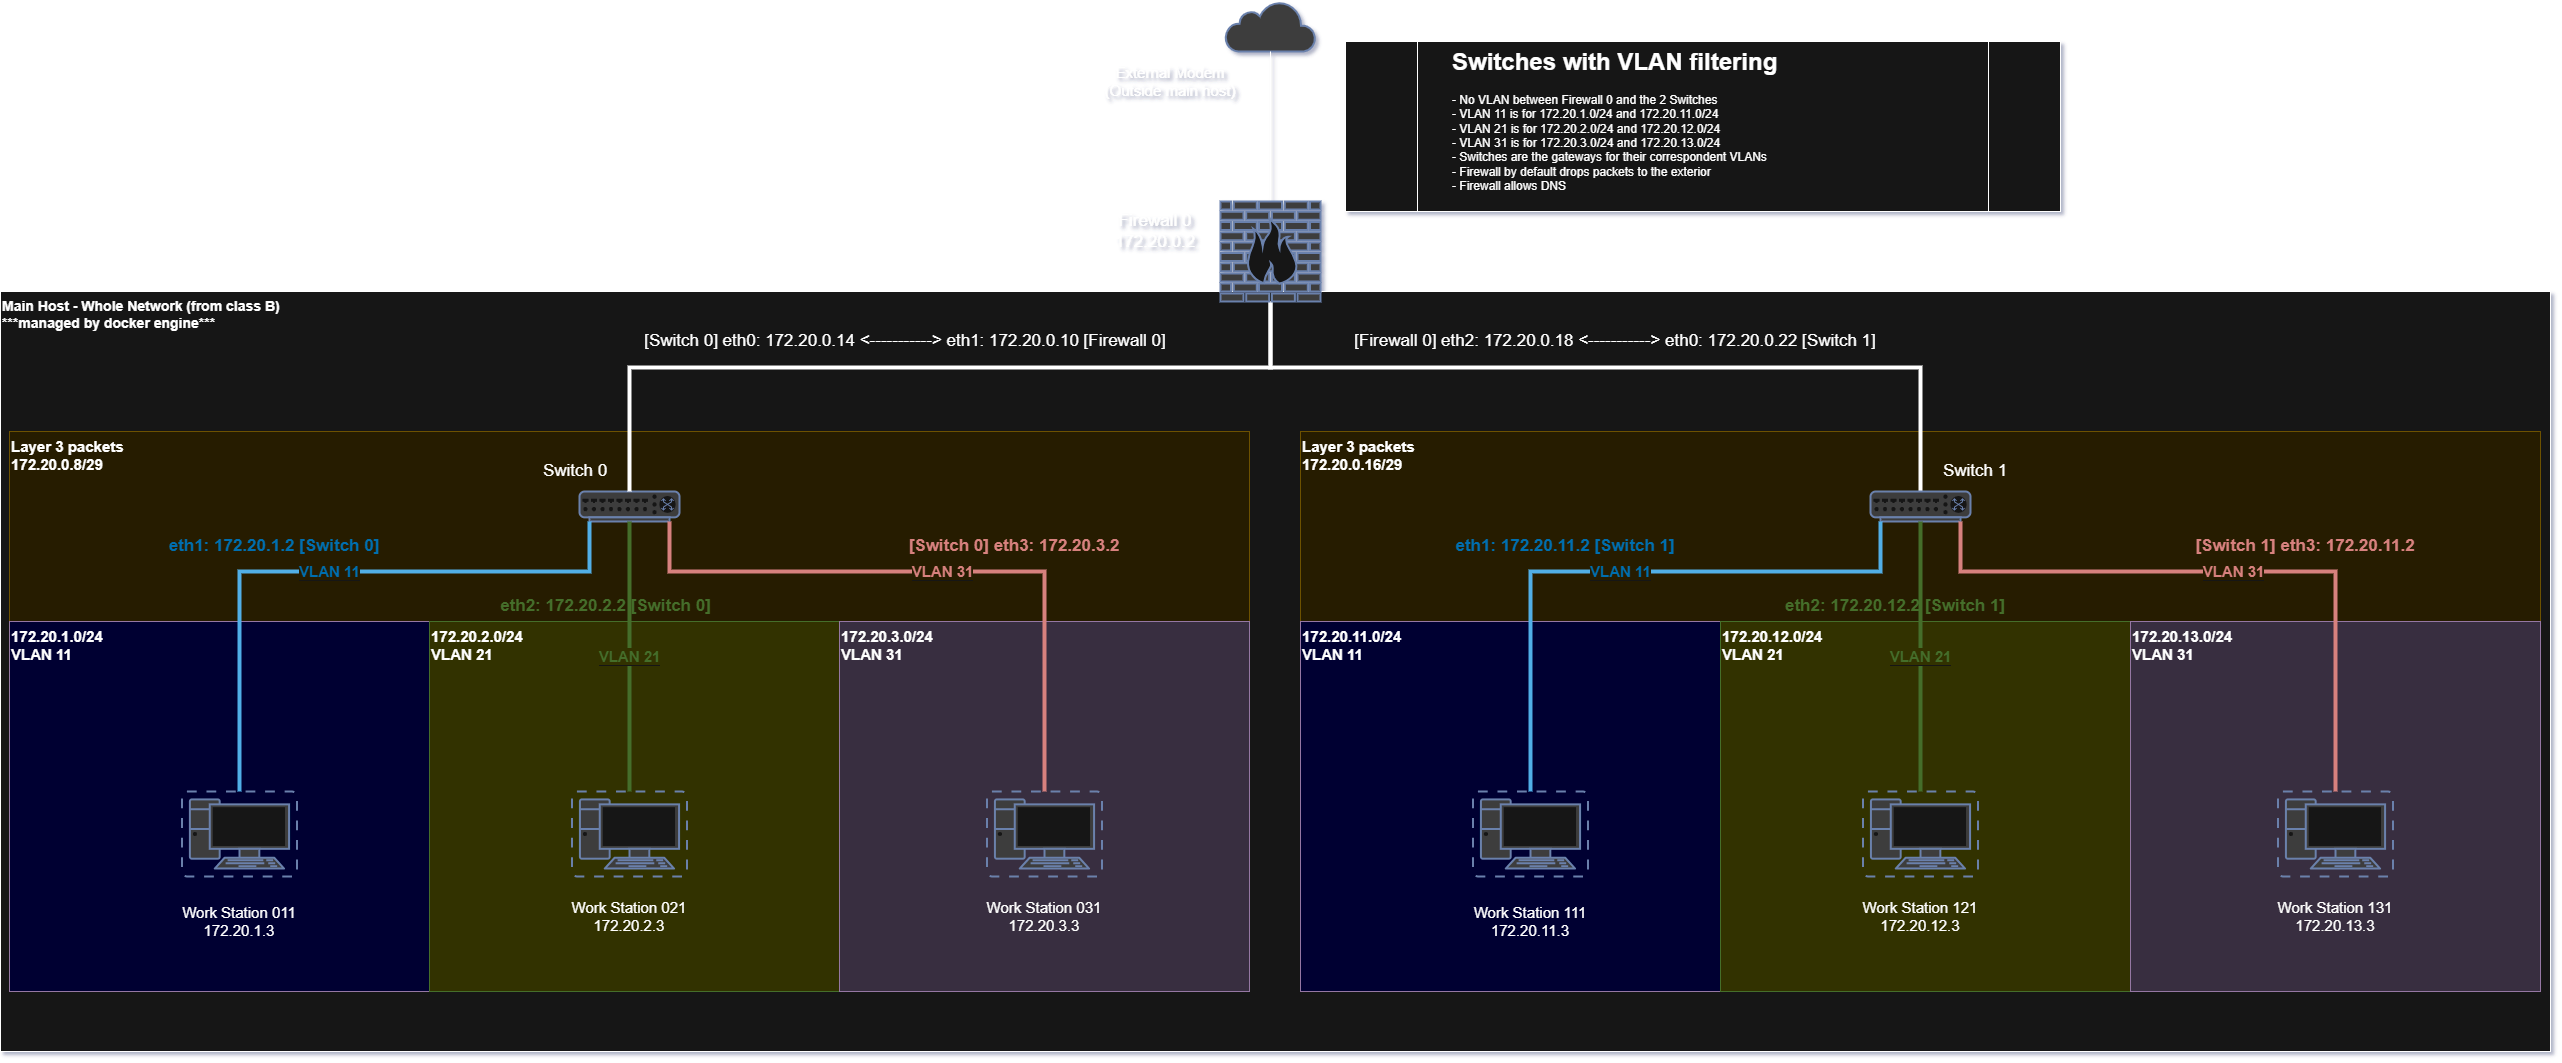 External Modem
(Outside main host)
Switches with VLAN filtering
- No VLAN between Firewall 0 and the 2 Switches
- VLAN 11 is for 172.20.1.0/24 and 172.20.11.0/24
- VLAN 21 is for 172.20.2.0/24 and 172.20.12.0/24
- VLAN 31 is for 172.20.3.0/24 and 172.20.13.0/24
- Switches are the gateways for their correspondent VLANs
- Firewall by default drops packets to the exterior
- Firewall allows DNS
Firewall 0
172.20.0.2
Main Host - Whole Network (from class B)
***managed by docker engine***
[Switch 0] eth0: 172.20.0.14 <-----------> eth1: 172.20.0.10 [Firewall 0]
[Firewall 0] eth2: 172.20.0.18 <-----------> eth0: 172.20.0.22 [Switch 1]
Layer 3 packets
172.20.0.8/29
Switch 0
eth1: 172.20.1.2 [Switch 0]
VLAN 11
[Switch 0] eth3: 172.20.3.2
VLAN 31
eth2: 172.20.2.2 [Switch 0]
172.20.1.0/24
VLAN 11
172.20.2.0/24
VLAN 21
VLAN 21
172.20.3.0/24
VLAN 31
Work Station 011
172.20.1.3
Work Station 021
172.20.2.3
Work Station 031
172.20.3.3
Layer 3 packets
172.20.0.16/29
Switch 1
eth1: 172.20.11.2 [Switch 1]
VLAN 11
[Switch 1] eth3: 172.20.11.2
VLAN 31
eth2: 172.20.12.2 [Switch 1]
172.20.11.0/24
VLAN 11
172.20.12.0/24
VLAN 21
VLAN 21
172.20.13.0/24
VLAN 31
Work Station 111
172.20.11.3
Work Station 121
172.20.12.3
Work Station 131
172.20.13.3